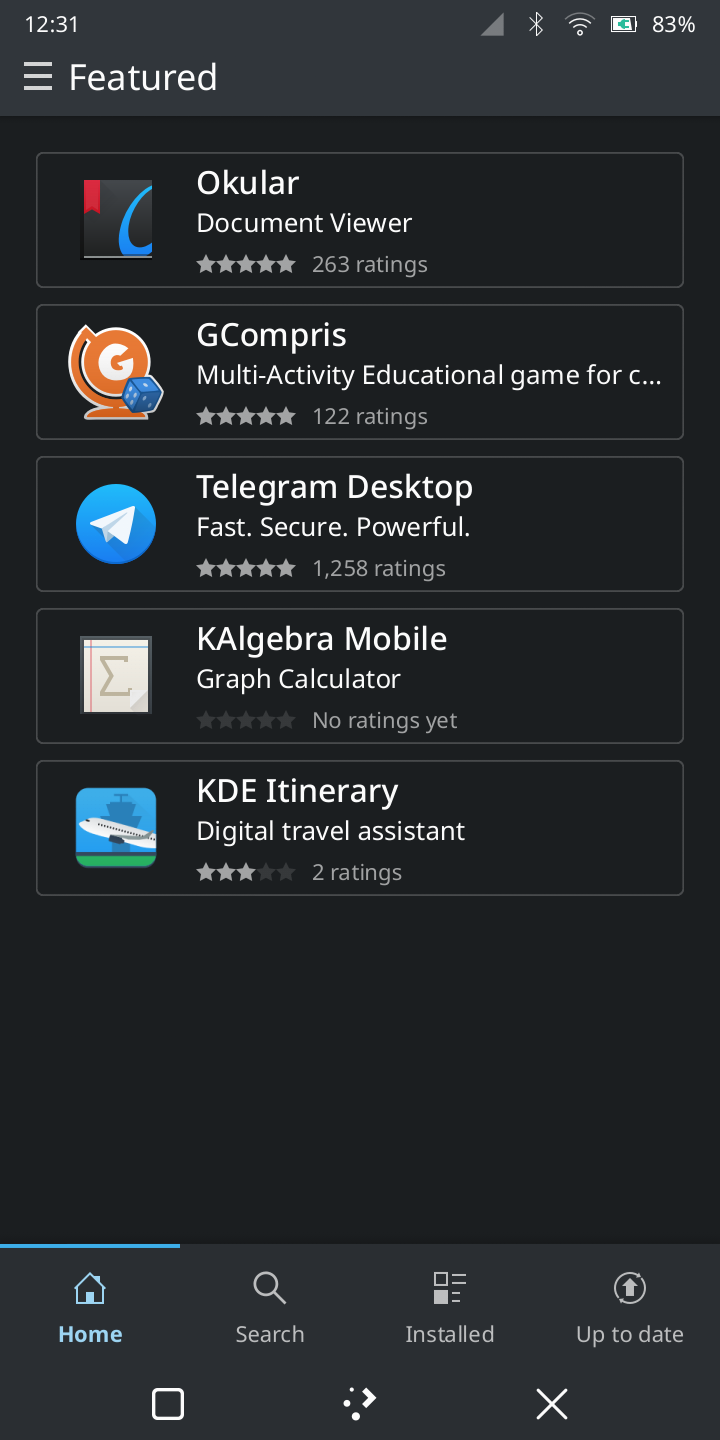 12:31
83%
Featured
Okular
Document Viewer
263 ratings
GCompris
Multi-Activity Educational game for c...
122 ratings
Telegram Desktop
Fast. Secure. Powerful.
1,258 ratings
KAlgebra Mobile
Graph Calculator
No ratings yet
KDE Itinerary
Digital travel assistant
2 ratings
Home
Search
Installed
Up to date